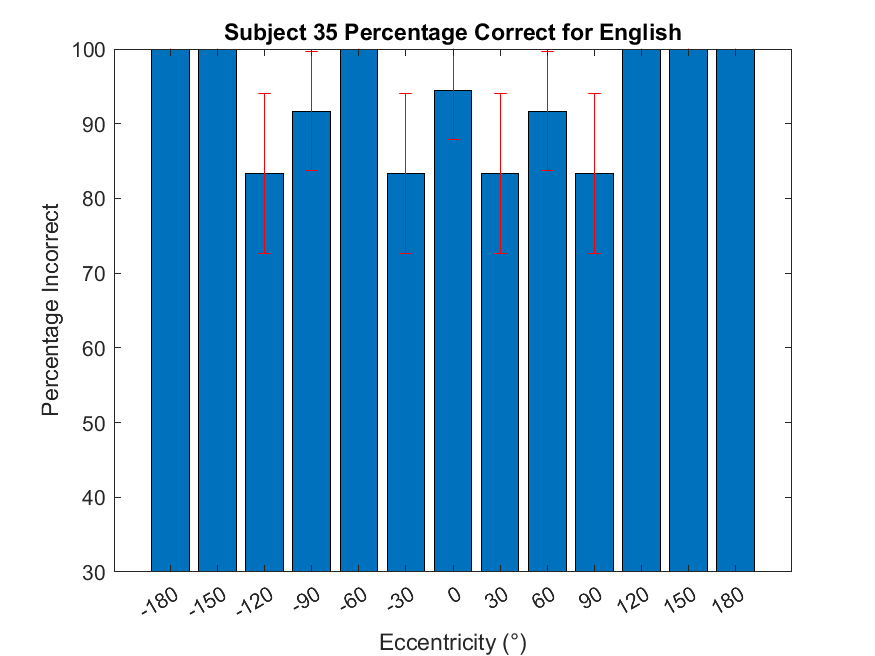 Subject 35 Percentage Correct for English
100
90
80
70
60
50
40
30
Percentage Incorrect
-180 -150 -120 -90 -60 -30 0 30 60 90 120 150 180
Eccentricity (°)